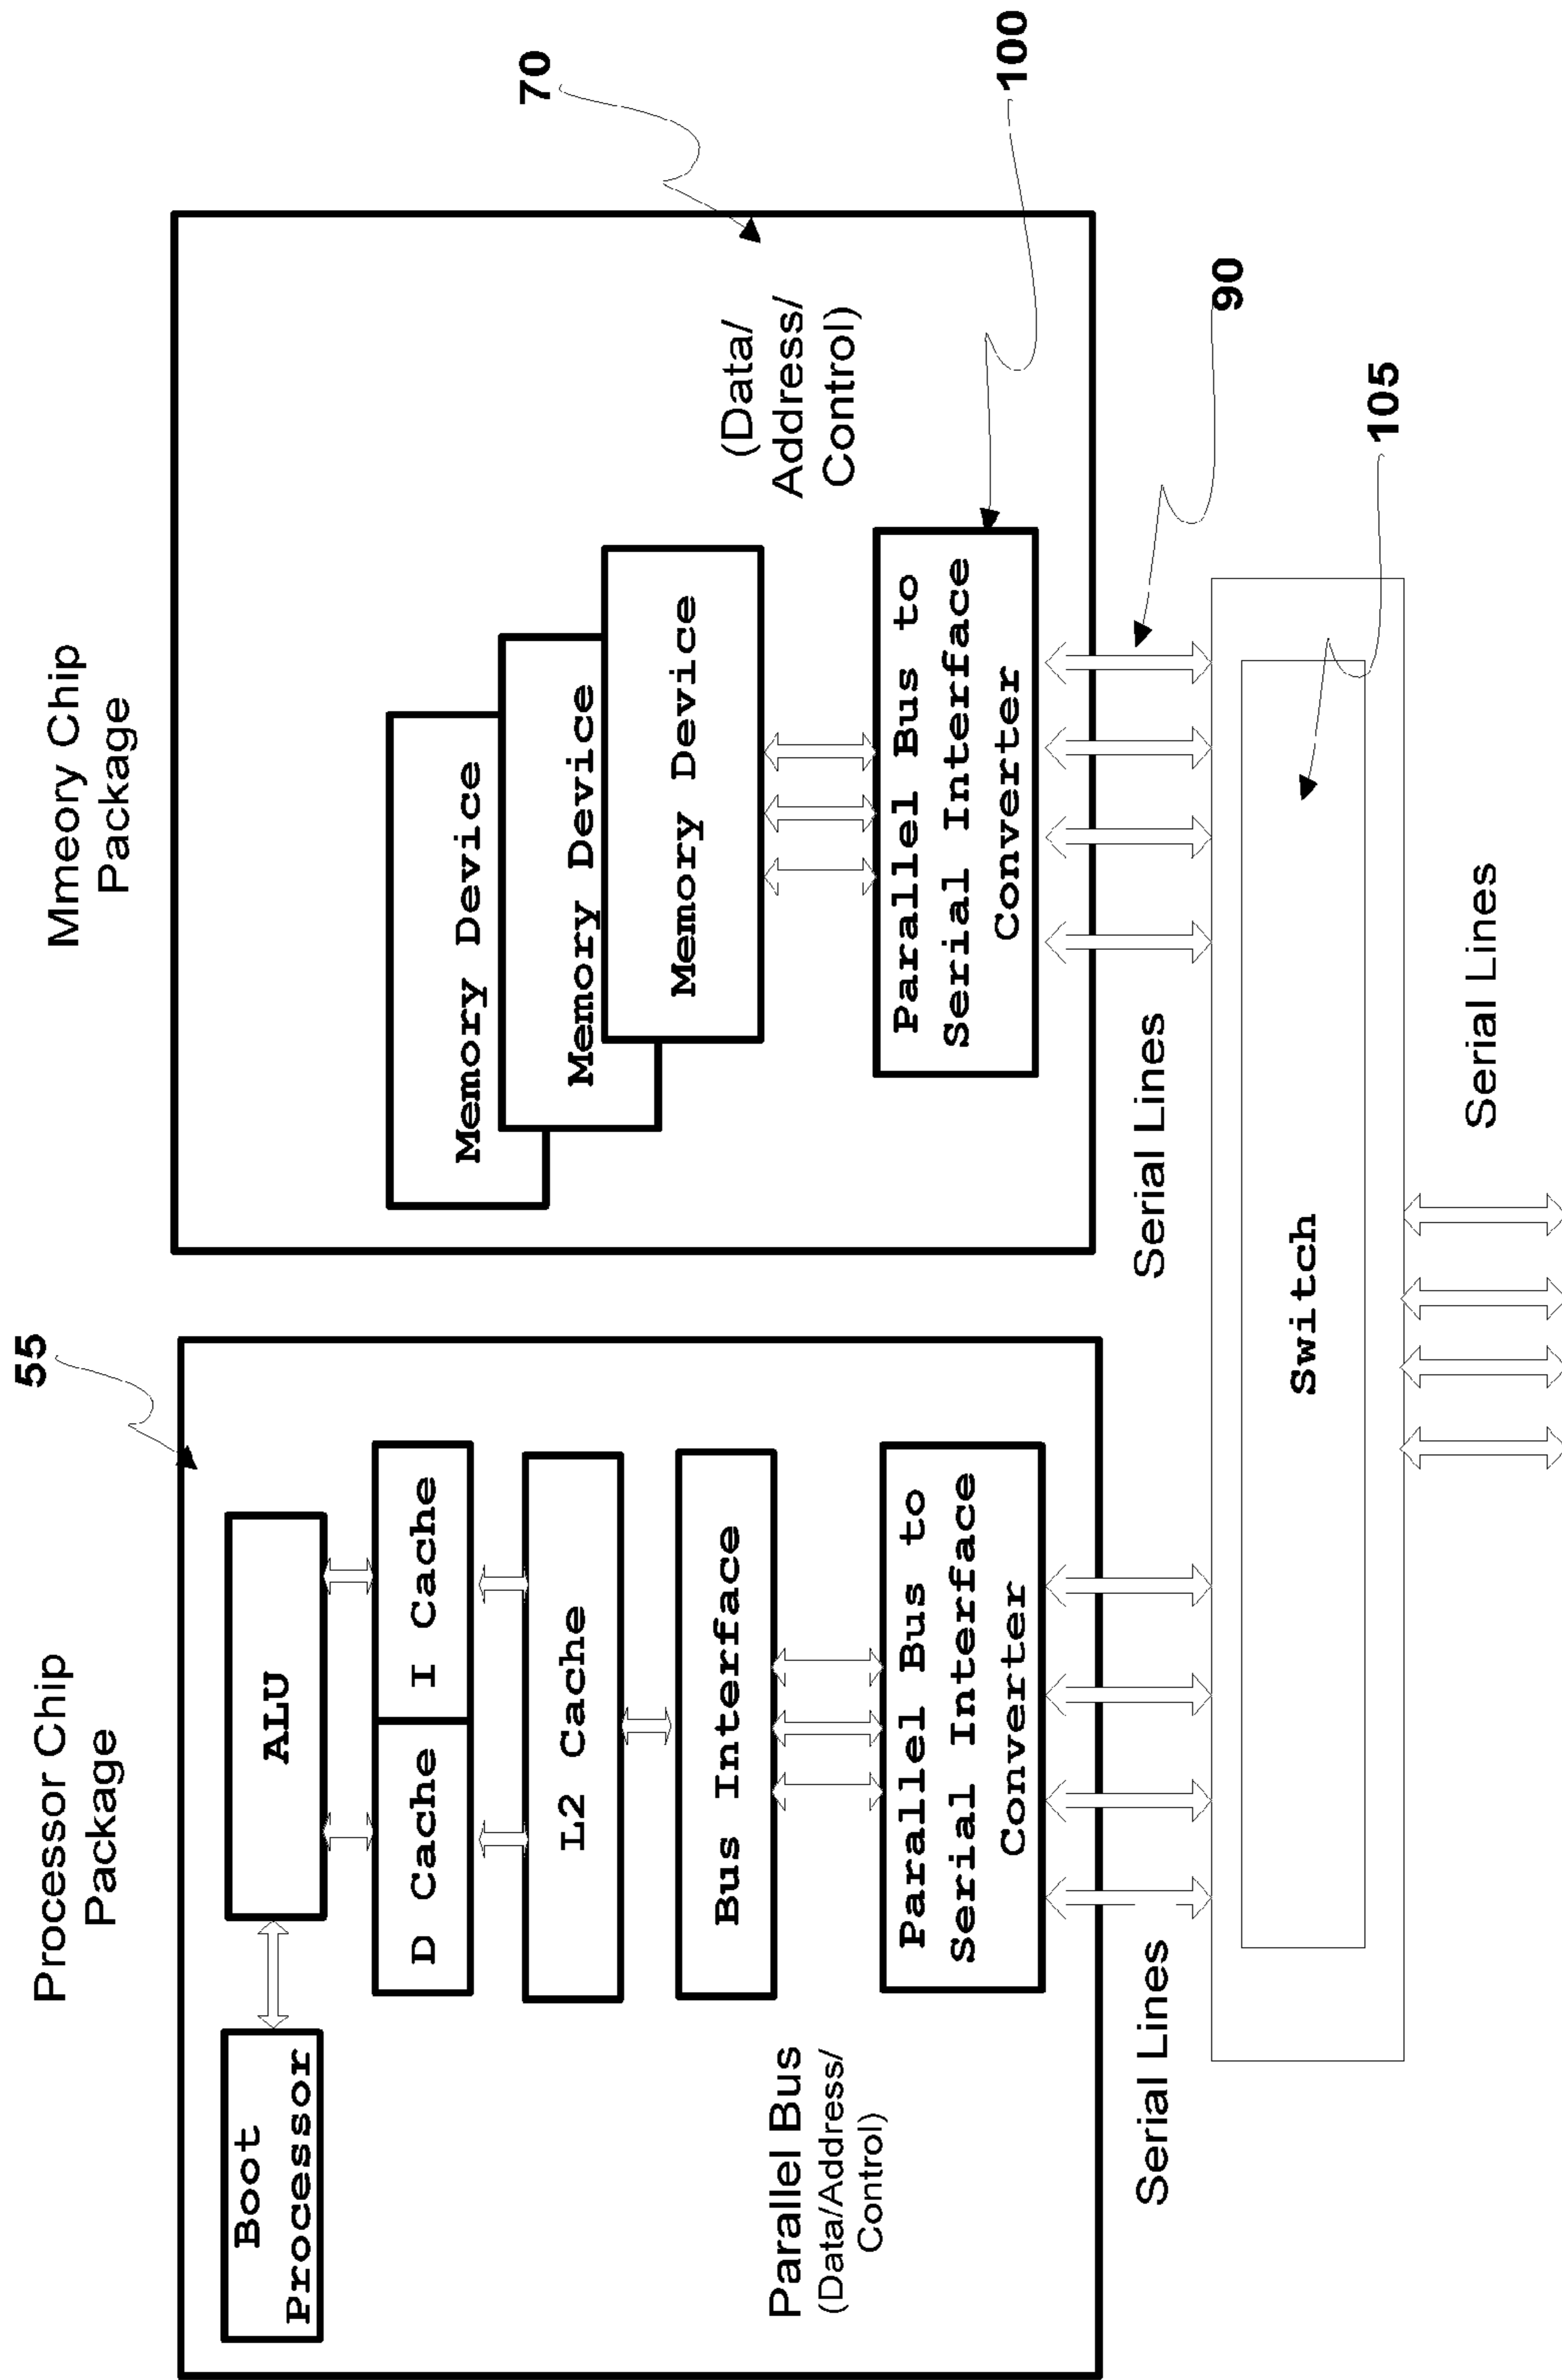 Processor Chip
Package
55
Boot
Processor
ALU
D Cache
I Cache
L2 Cache
Bus Interface
Parallel Bus
(Data/Address/
Control)
Parallel Bus to
Serial Interface
Converter
Serial Lines
Mmeory Chip
Package
70
Memory Device
Memory Device
Memory Device
(Data/
Address/
Control)
100
Parallel Bus to
Serial Interface
Converter
Serial Lines
90
Switch
105
Serial Lines